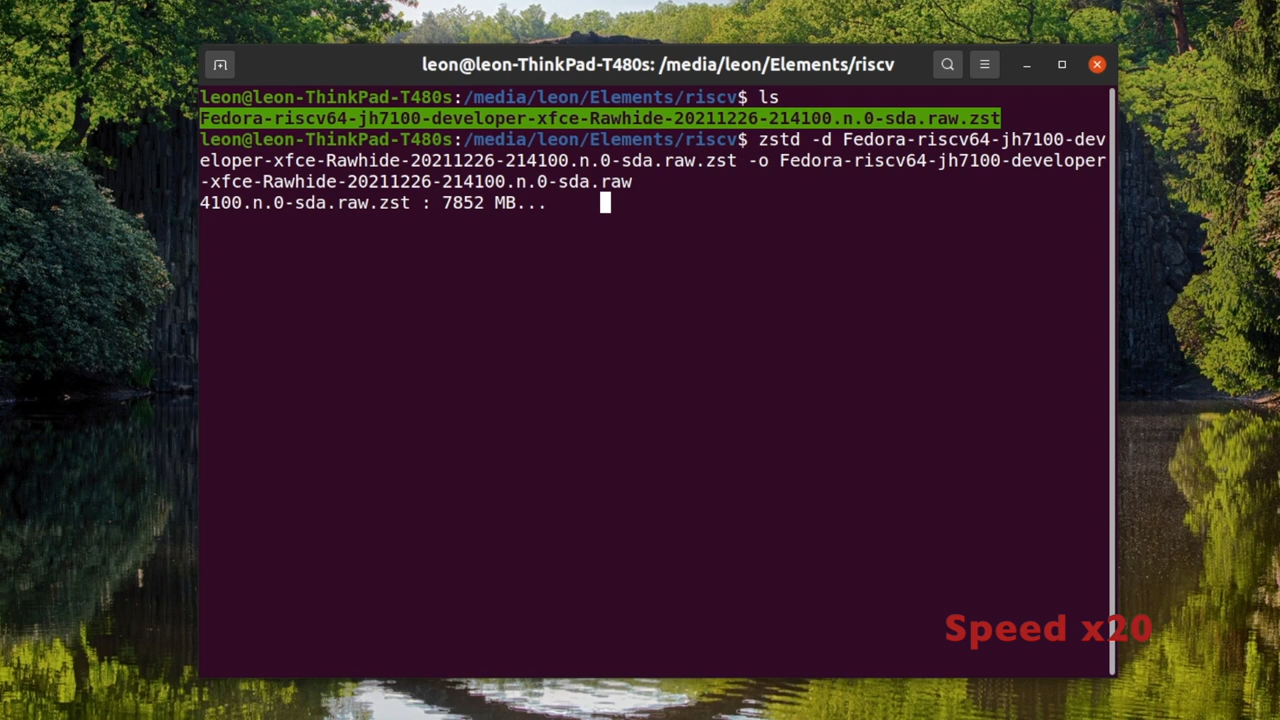 leon@leon-ThinkPad-T480s: /media/leon/Elements/riscv
leon@leon-ThinkPad-T480s:/media/leon/Elements/riscv$ ls
Fedora-riscv64-jh7100-developer-xfce-Rawhide-20211226-214100.n.0-sda.raw.zst
leon@leon-ThinkPad-T480s:/media/leon/Elements/riscv$ zstd -d Fedora-riscv64-jh7100-dev
eloper-xfce-Rawhide-20211226-214100.n.0-sda.raw.zst -o Fedora-riscv64-jh7100-developer
-xfce-Rawhide-20211226-214100.n.0-sda.raw
4100.n.0-sda.raw.zst : 7852 MB...
Speed x20